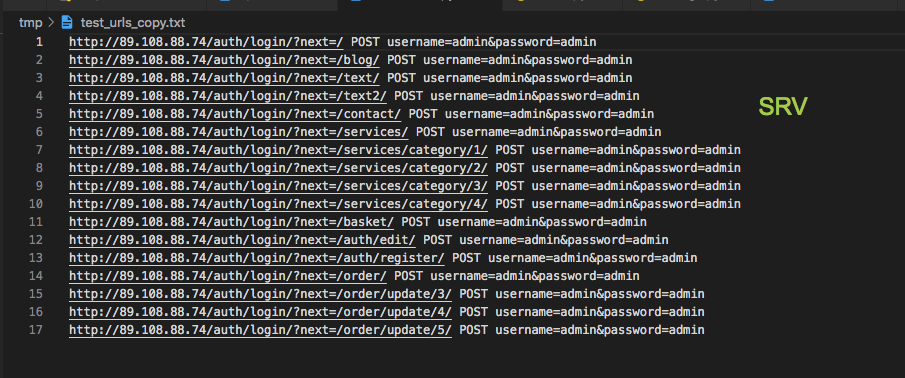 tmp > test_urls_copy.txt
1 http://89.108.88.74/auth/login/?next=/ POST username=admin&password=admin
2 http://89.108.88.74/auth/login/?next=/blog/ POST username=admin&password=admin
3 http://89.108.88.74/auth/login/?next=/text/ POST username=admin&password=admin
4 http://89.108.88.74/auth/login/?next=/text2/ POST username=admin&password=admin
SRV
5 http://89.108.88.74/auth/login/?next=/contact/ POST username=admin&password=admin
6 http://89.108.88.74/auth/login/?next=/services/ POST username=admin&password=admin
7 http://89.108.88.74/auth/login/?next=/services/category/1/ POST username=admin&password=admin
8 http://89.108.88.74/auth/login/?next=/services/category/2/ POST username=admin&password=admin
9 http://89.108.88.74/auth/login/?next=/services/category/3/ POST username=admin&password=admin
10 http://89.108.88.74/auth/login/?next=/services/category/4/ POST username=admin&password=admin
11 http://89.108.88.74/auth/login/?next=/basket/ POST username=admin&password=admin
12 http://89.108.88.74/auth/login/?next=/auth/edit/ POST username=admin&password=admin
13 http://89.108.88.74/auth/login/?next=/auth/register/ POST username=admin&password=admin
14 http://89.108.88.74/auth/login/?next=/order/ POST username=admin&password=admin
15 http://89.108.88.74/auth/login/?next=/order/update/3/ POST username=admin&password=admin
16 http://89.108.88.74/auth/login/?next=/order/update/4/ POST username=admin&password=admin
17 http://89.108.88.74/auth/login/?next=/order/update/5/ POST username=admin&password=admin